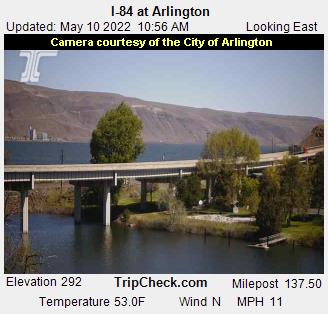 I-84 at Arlington
Updated: May 10 2022 10:56 AM Looking East
Camera courtesy of the City of Arlington
Elevation 292 TripCheck.com Milepost 137.50
Temperature 53.0F Wind N MPH 11